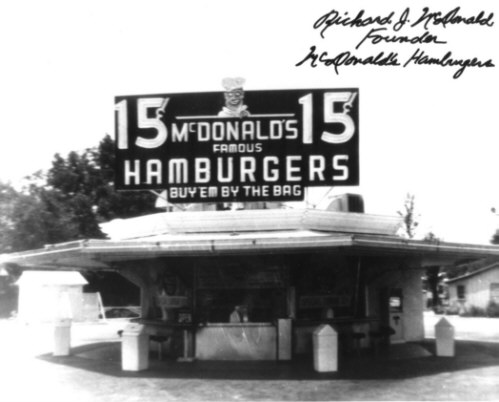 Richard J. McDonald
Founder
McDonald's Hamburgers
15¢ McDONALD'S 15¢
FAMOUS
HAMBURGERS
BUY'EM BY THE BAG